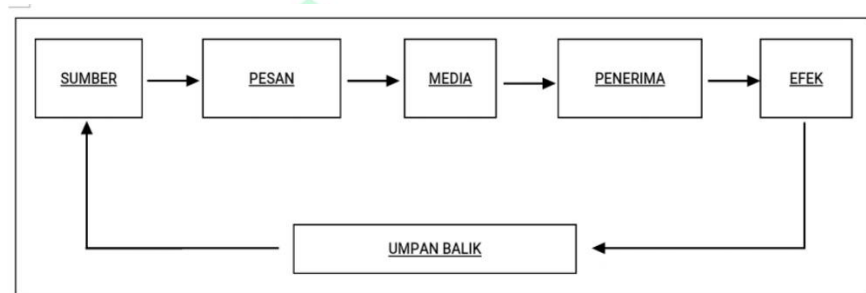 SUMBER
PESAN
MEDIA
PENERIMA
EFEK
UMPAN BALIK